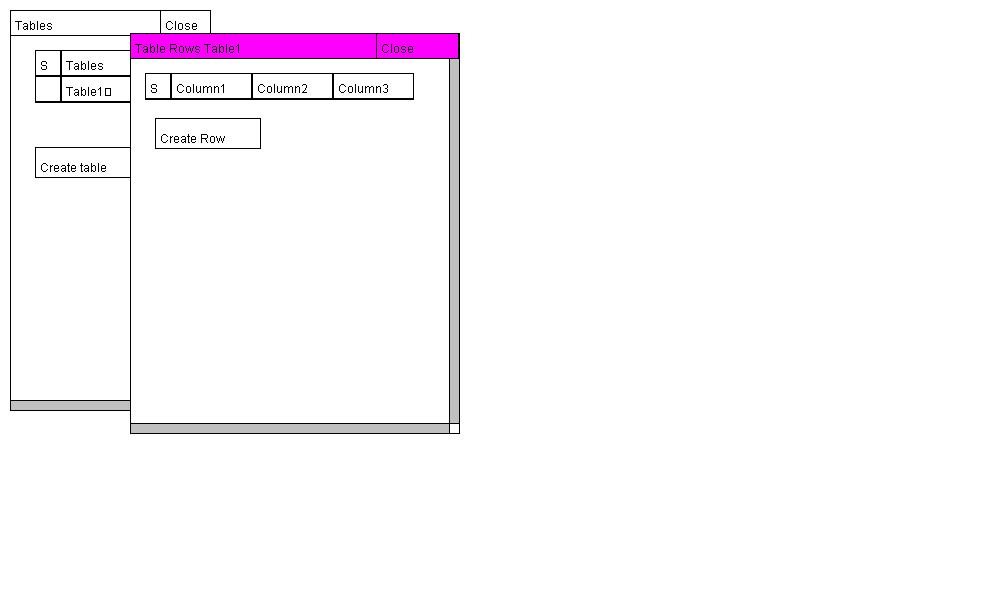 Tables Close
Table Rows Table1 Close
S Tables
Table1▯
Create table
S Column1 Column2 Column3
Create Row